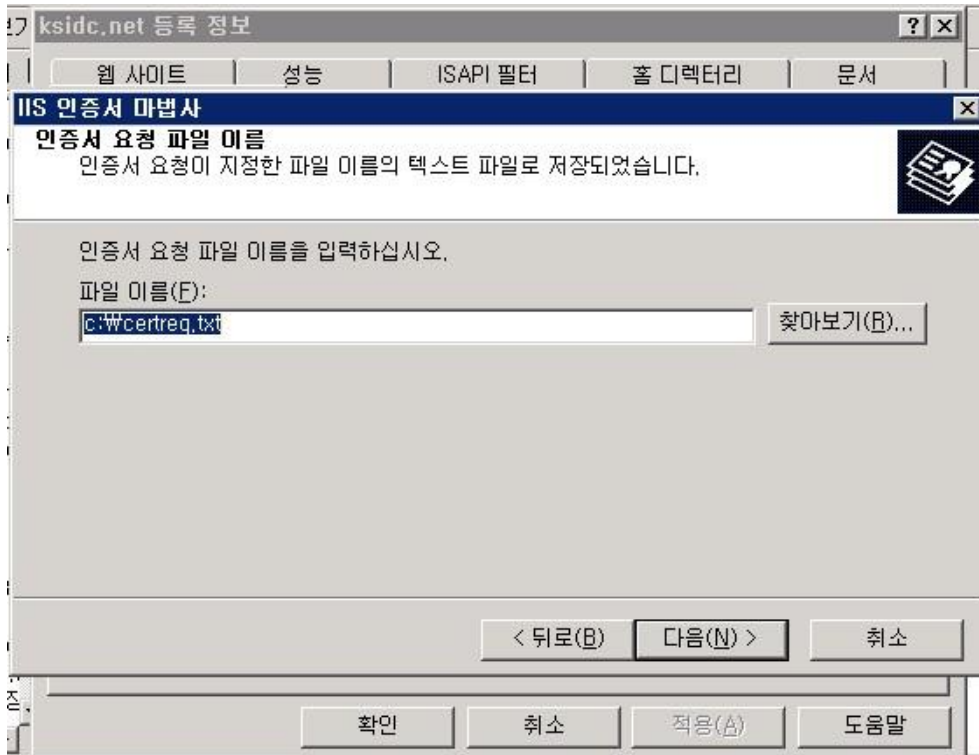 ksidc.net 등록 정보
웹 사이트 성능 ISAPI 필터 홈 디렉터리 문서
IIS 인증서 마법사
인증서 요청 파일 이름
인증서 요청이 지정한 파일 이름의 텍스트 파일로 저장되었습니다.
인증서 요청 파일 이름을 입력하십시오.
파일 이름(F):
c:₩certreq.txt 찾아보기(R)...
< 뒤로(B) 다음(N) > 취소
확인 취소 적용(A) 도움말